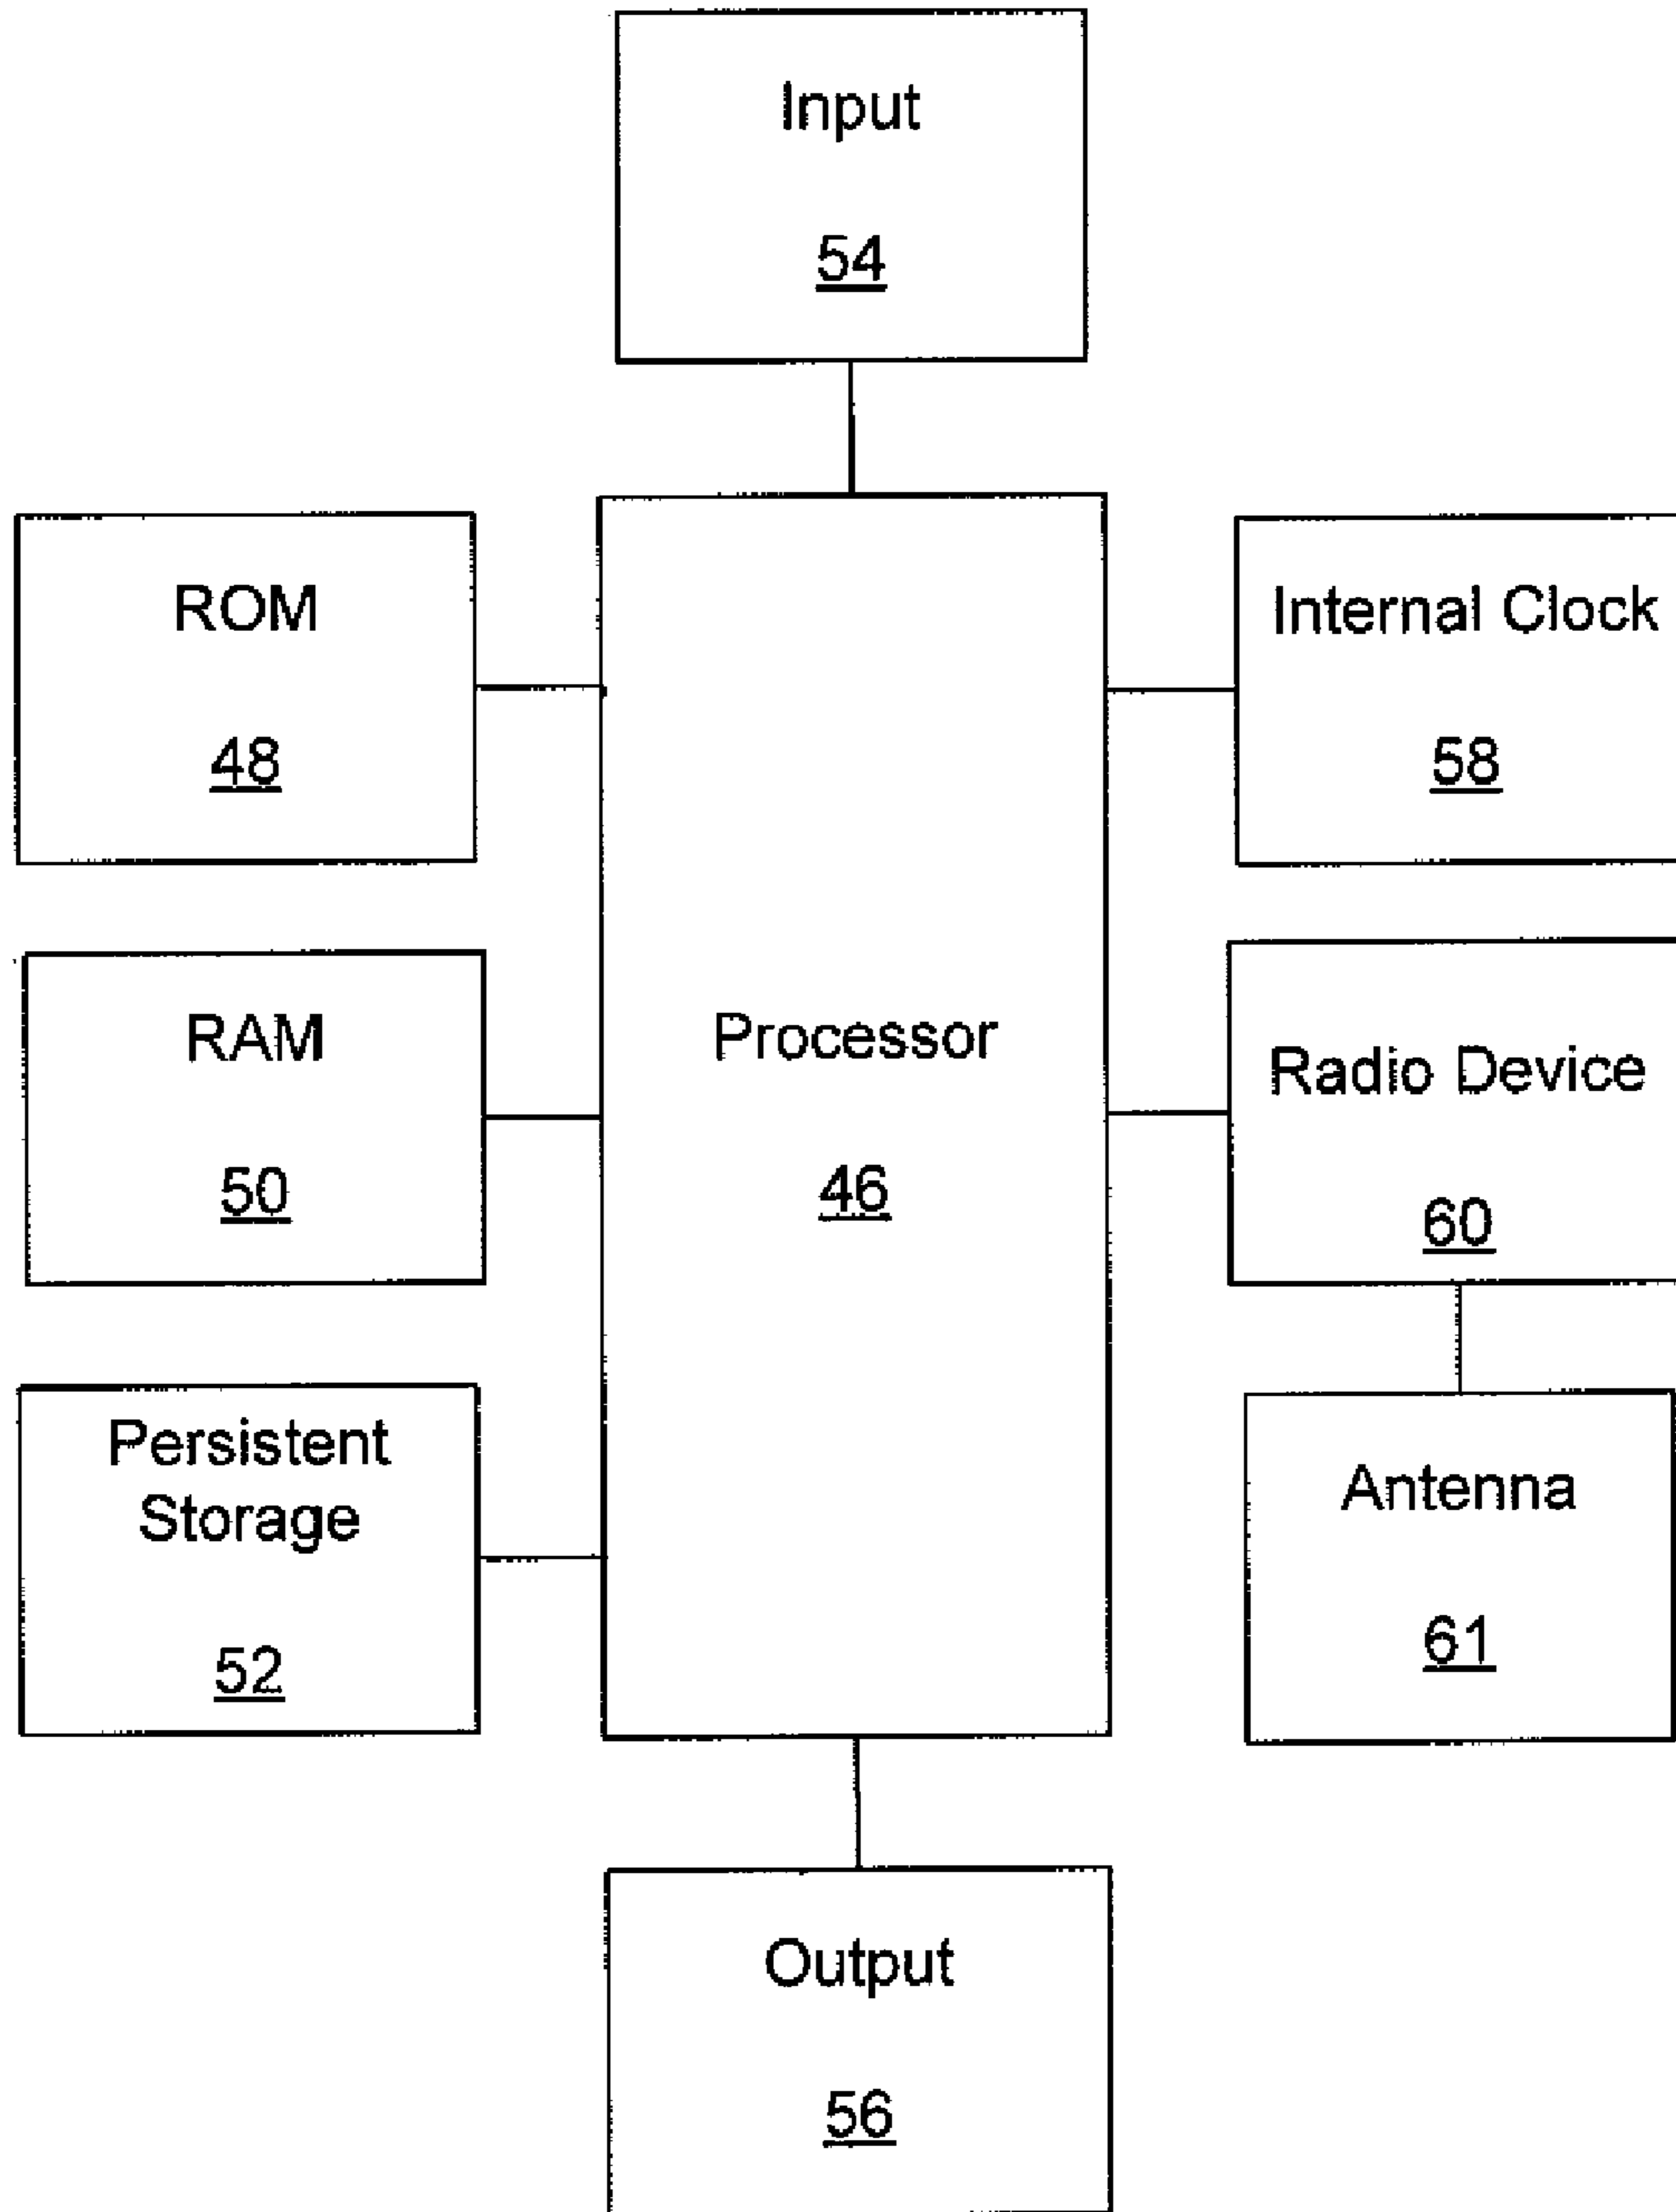 Input
54
ROM
48
Internal Clock
58
RAM
50
Processor
46
Radio Device
60
Persistent
Storage
52
Antenna
61
Output
56